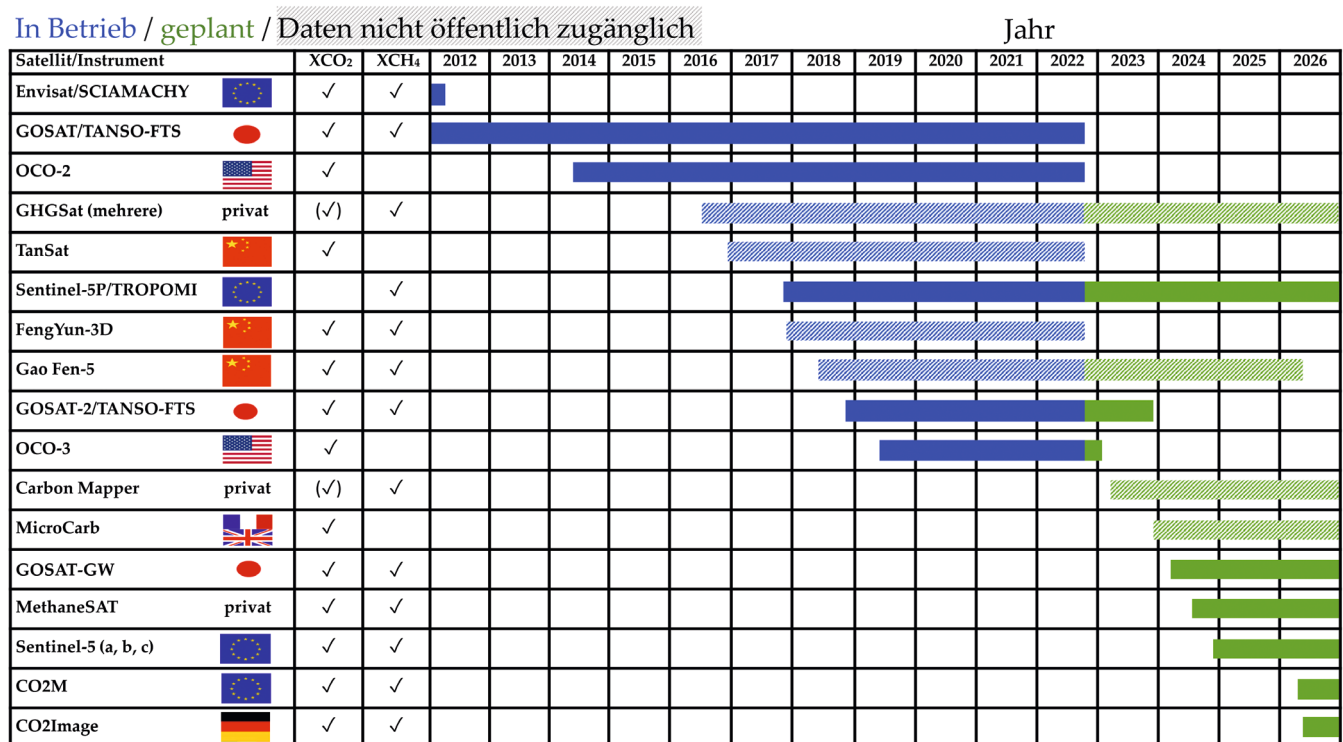 In Betrieb / geplant / Daten nicht öffentlich zugänglich Jahr
Satellit/Instrument XCO₂ XCH₄ 2012 2013 2014 2015 2016 2017 2018 2019 2020 2021 2022 2023 2024 2025 2026
Envisat/SCIAMACHY ✓ ✓
GOSAT/TANSO-FTS ✓ ✓
OCO-2 ✓
GHGSat (mehrere) privat (✓) ✓
TanSat ✓
Sentinel-5P/TROPOMI ✓
FengYun-3D ✓ ✓
Gao Fen-5 ✓ ✓
GOSAT-2/TANSO-FTS ✓ ✓
OCO-3 ✓
Carbon Mapper privat (✓) ✓
MicroCarb ✓
GOSAT-GW ✓ ✓
MethaneSAT privat ✓ ✓
Sentinel-5 (a, b, c) ✓ ✓
CO2M ✓ ✓
CO2Image ✓ ✓